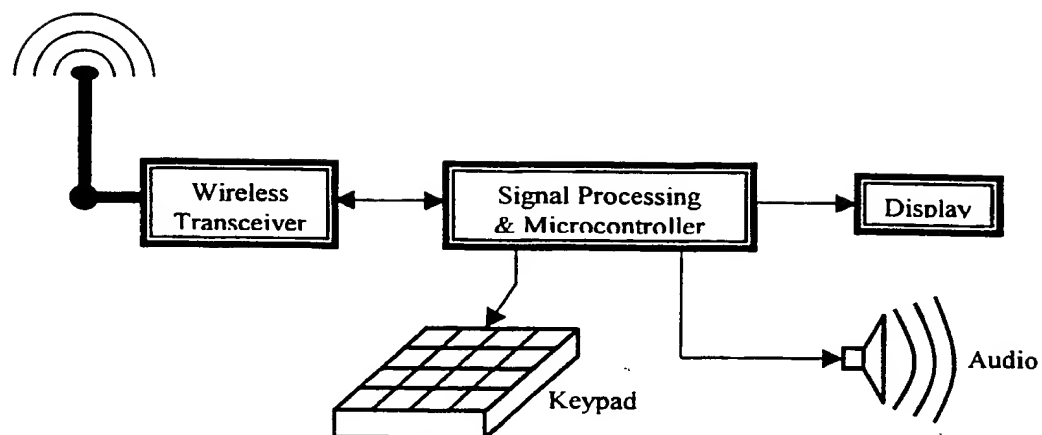 Wireless
Transceiver
Signal Processing
& Microcontroller
Display
Keypad
Audio